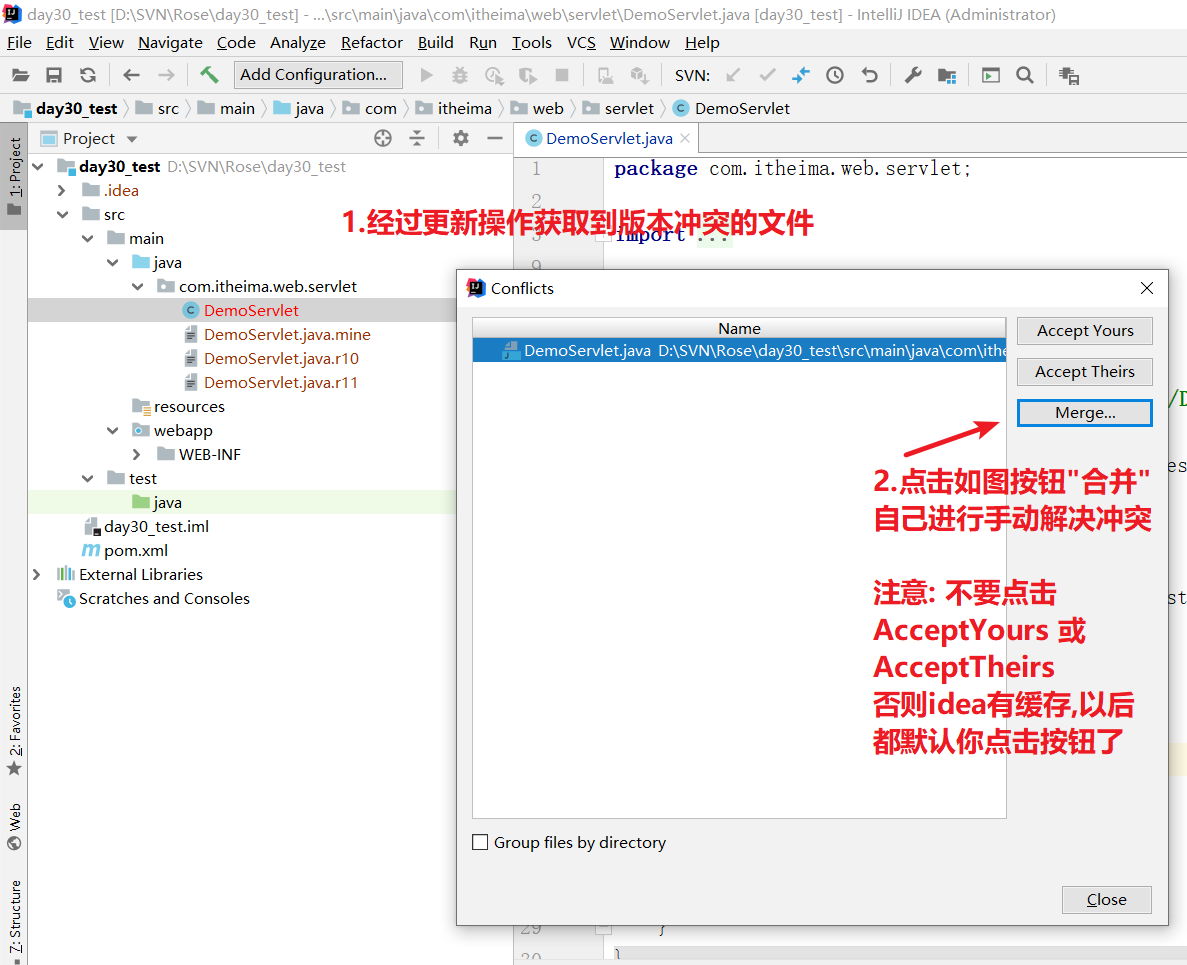 day30_test [D:\SVN\Rose\day30_test] - ...\src\main\java\com\itheima\web\servlet\DemoServlet.java [day30_test] - IntelliJ IDEA (Administrator)
File Edit View Navigate Code Analyze Refactor Build Run Tools VCS Window Help
Add Configuration... SVN:
day30_test src main java com itheima web servlet DemoServlet
1: Project
Project
DemoServlet.java
day30_test D:\SVN\Rose\day30_test
.idea
src
main
java
com.itheima.web.servlet
DemoServlet
DemoServlet.java.mine
DemoServlet.java.r10
DemoServlet.java.r11
resources
webapp
WEB-INF
test
java
day30_test.iml
pom.xml
External Libraries
Scratches and Consoles
2: Favorites
Web
7: Structure
1 package com.itheima.web.servlet;
2
1.经过更新操作获取到版本冲突的文件
3 import ...
9
Conflicts
Name
DemoServlet.java D:\SVN\Rose\day30_test\src\main\java\com\ithe
Accept Yours
Accept Theirs
Merge...
/D
es
st
2.点击如图按钮"合并"
自己进行手动解决冲突
注意: 不要点击
AcceptYours 或
AcceptTheirs
否则idea有缓存,以后
都默认你点击按钮了
Group files by directory
Close
29 }
30 }